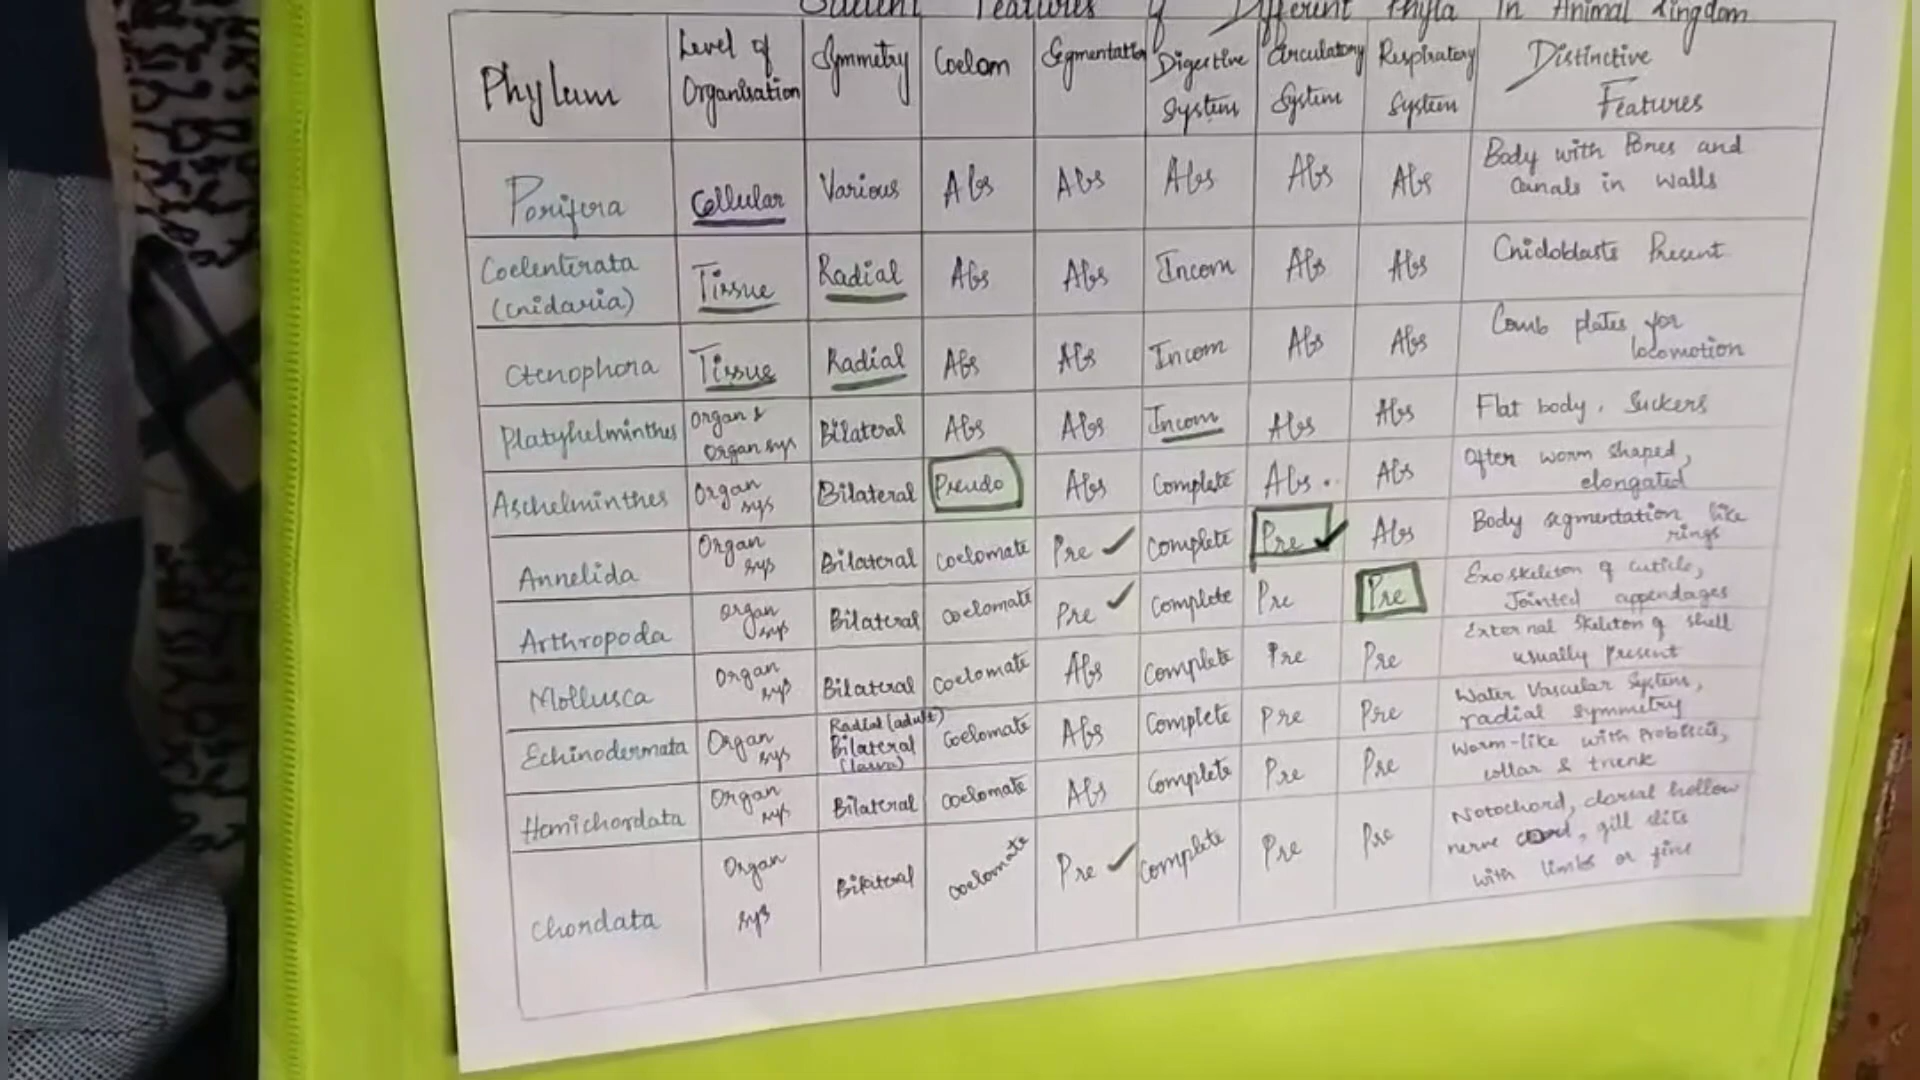 Salient Features of Different Phyla In Animal Kingdom
Phylum
Level of Organisation
Symmetry
Coelom
Segmentation
Digestive System
Circulatory System
Respiratory System
Distinctive Features
Porifera
Cellular
Various
Abs
Abs
Abs
Abs
Abs
Body with Pores and
Canals in walls
Coelenterata
(Cnidaria)
Tissue
Radial
Abs
Abs
Incom
Abs
Abs
Cnidoblasts Present
Ctenophora
Tissue
Radial
Abs
Abs
Incom
Abs
Abs
Comb plates for
locomotion
Platyhelminthes
Organ &
Organ sys
Bilateral
Abs
Abs
Incom
Abs
Abs
Flat body, Suckers
Aschelminthes
Organ
sys
Bilateral
Pseudo
Abs
Complete
Abs
Abs
Often worm shaped,
elongated
Annelida
Organ
sys
Bilateral
Coelomate
Pre ✓
Complete
Pre ✓
Abs
Body segmentation like
rings
Arthropoda
Organ
sys
Bilateral
Coelomate
Pre ✓
Complete
Pre
Pre
Exoskeleton of cuticle,
Jointed appendages
Mollusca
Organ
sys
Bilateral
Coelomate
Abs
Complete
Pre
Pre
External Skeleton of shell
usually present
Echinodermata
Organ
sys
Radial (adult)
Bilateral
(larva)
Coelomate
Abs
Complete
Pre
Pre
Water Vascular System,
radial symmetry
Hemichordata
Organ
sys
Bilateral
Coelomate
Abs
Complete
Pre
Pre
Worm-like with Probiscis,
collar & trunk
Chordata
Organ
sys
Bilateral
Coelomate
Pre ✓
Complete
Pre
Pre
Notochord, dorsal hollow
nerve cord, gill slits
with limbs or fins